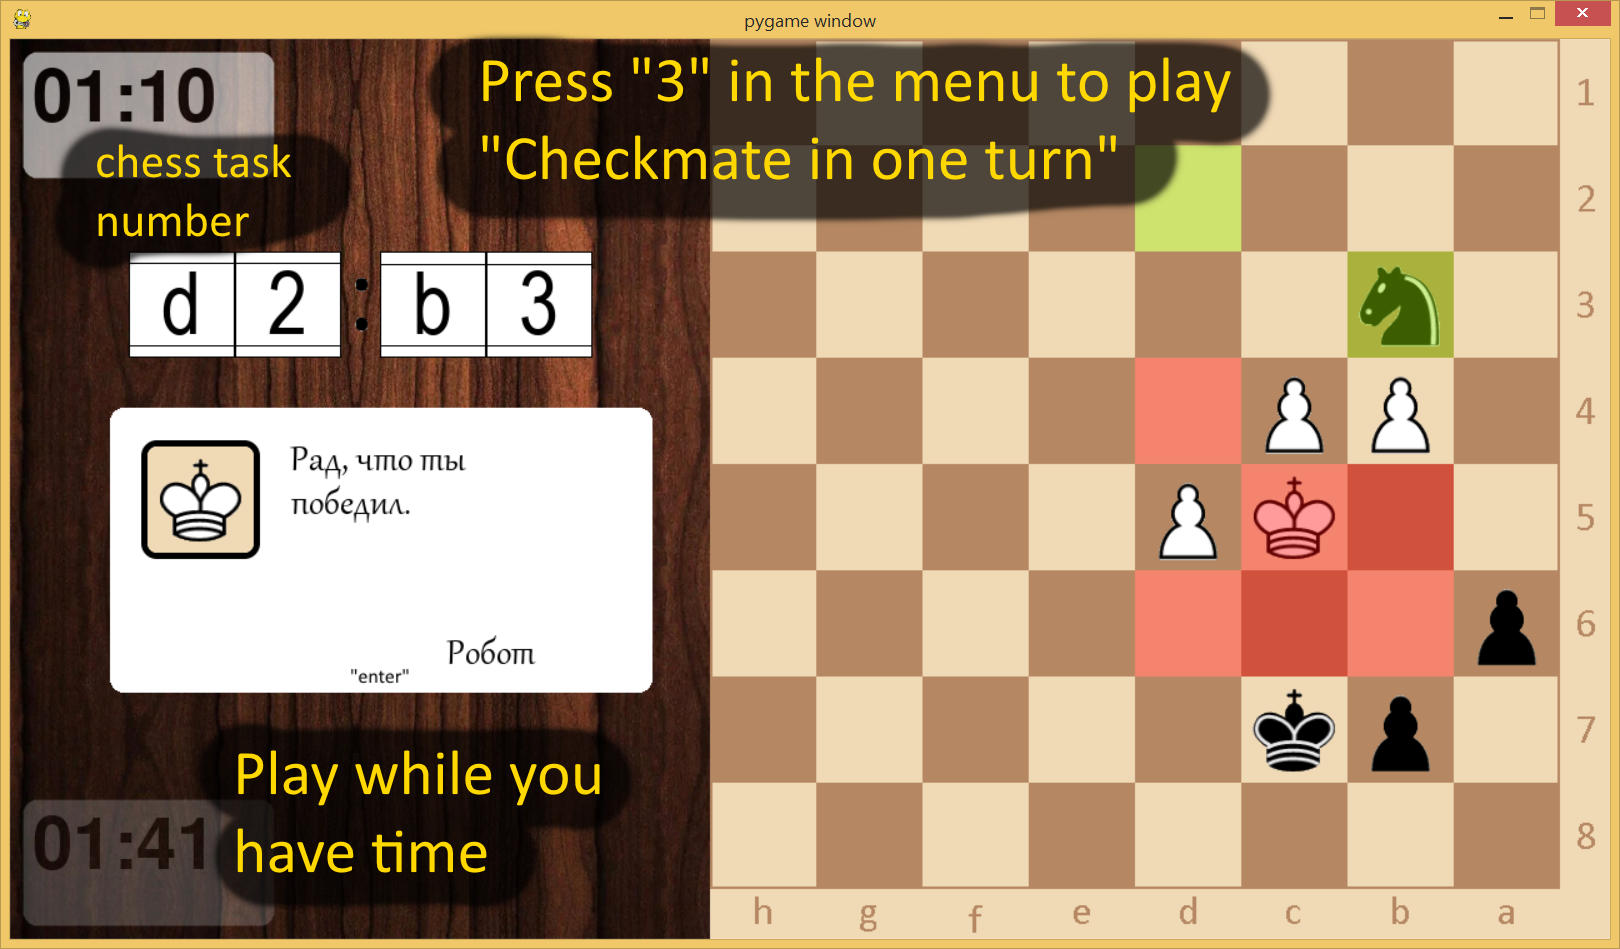 pygame window
01:10
chess task
number
Press "3" in the menu to play
"Checkmate in one turn"
d 2 : b 3
Рад, что ты
победил.
Робот
"enter"
Play while you
have time
01:41
1
2
3
4
5
6
7
8
h g f e d c b a